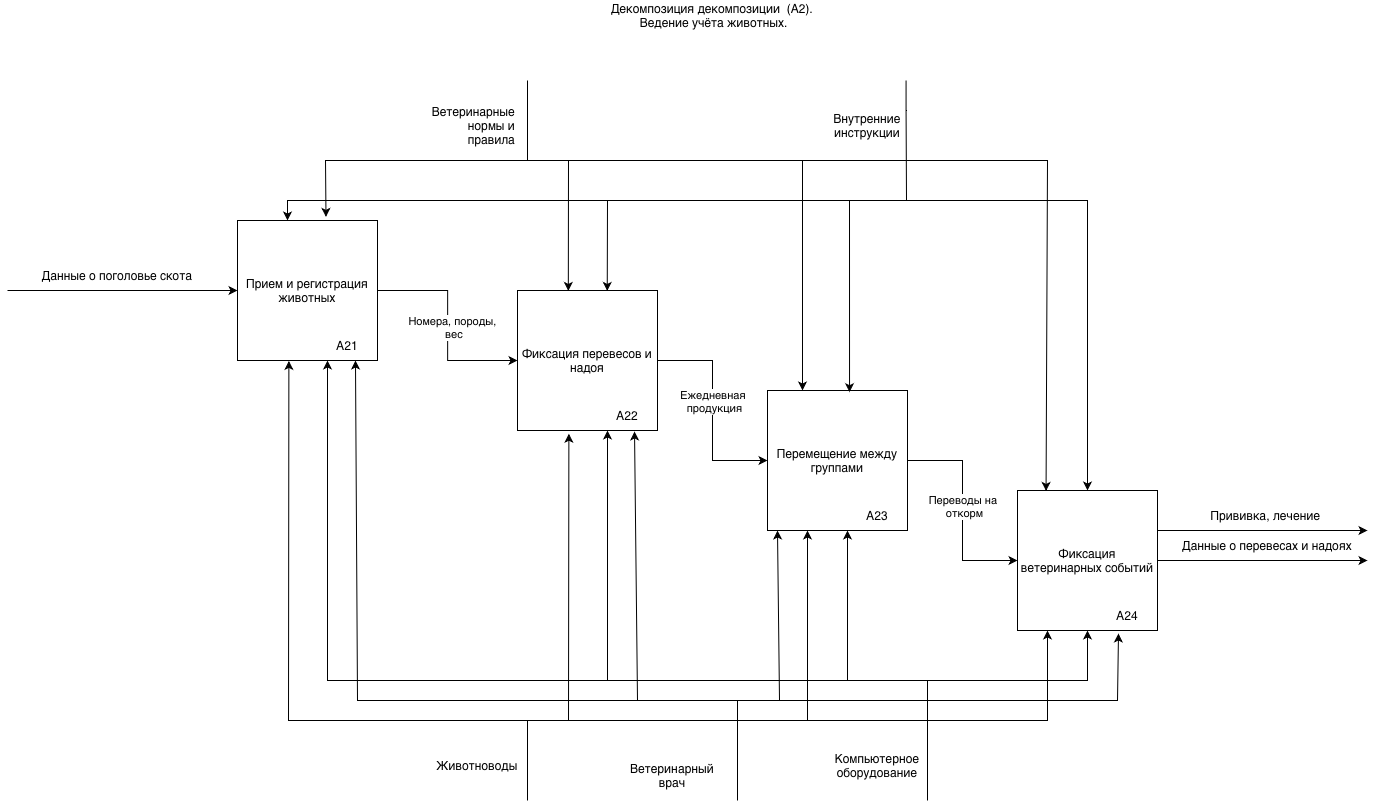 Декомпозиция декомпозиции (А2).
Ведение учёта животных.
Ветеринарные
нормы и
правила
Внутренние
инструкции
Данные о поголовье скота
Прием и регистрация
животных
А21
Номера, породы,
вес
Фиксация перевесов и
надоя
А22
Ежедневная
продукция
Перемещение между
группами
А23
Переводы на
откорм
Фиксация
ветеринарных событий
А24
Прививка, лечение
Данные о перевесах и надоях
Животноводы
Ветеринарный
врач
Компьютерное
оборудование